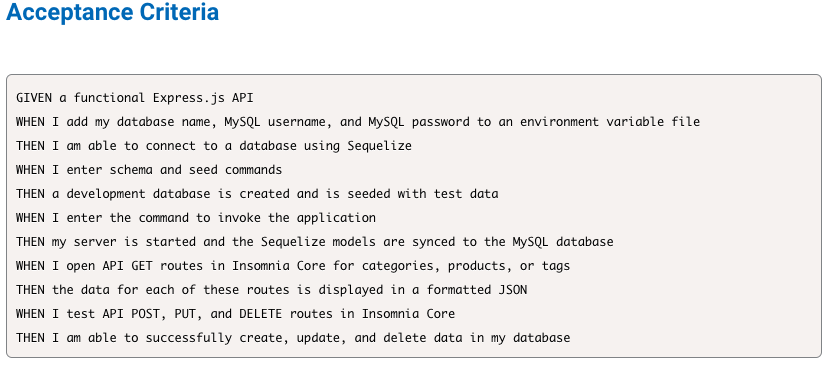 Acceptance Criteria
GIVEN a functional Express.js API
WHEN I add my database name, MySQL username, and MySQL password to an environment variable file
THEN I am able to connect to a database using Sequelize
WHEN I enter schema and seed commands
THEN a development database is created and is seeded with test data
WHEN I enter the command to invoke the application
THEN my server is started and the Sequelize models are synced to the MySQL database
WHEN I open API GET routes in Insomnia Core for categories, products, or tags
THEN the data for each of these routes is displayed in a formatted JSON
WHEN I test API POST, PUT, and DELETE routes in Insomnia Core
THEN I am able to successfully create, update, and delete data in my database